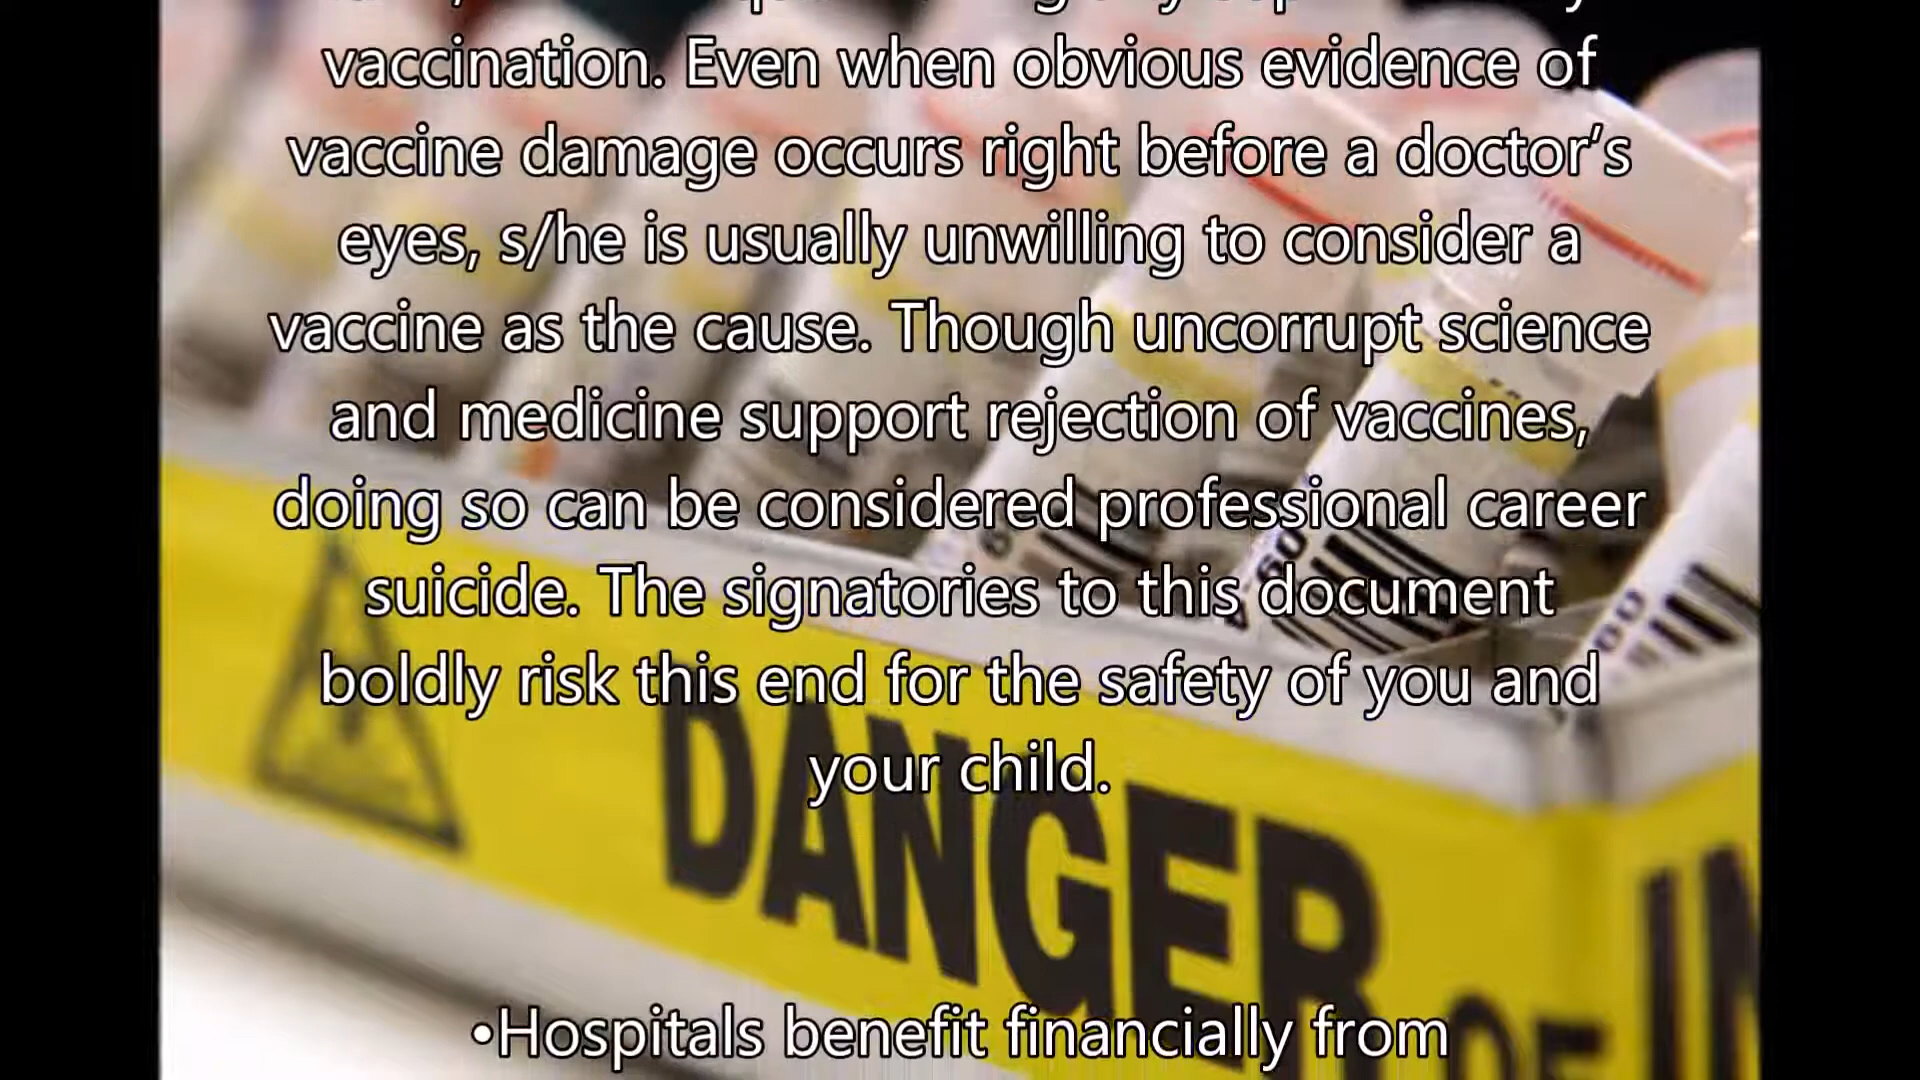 vaccination. Even when obvious evidence of
vaccine damage occurs right before a doctor's
eyes, s/he is usually unwilling to consider a
vaccine as the cause. Though uncorrupt science
and medicine support rejection of vaccines,
doing so can be considered professional career
suicide. The signatories to this document
boldly risk this end for the safety of you and
your child.
DANGER
•Hospitals benefit financially from